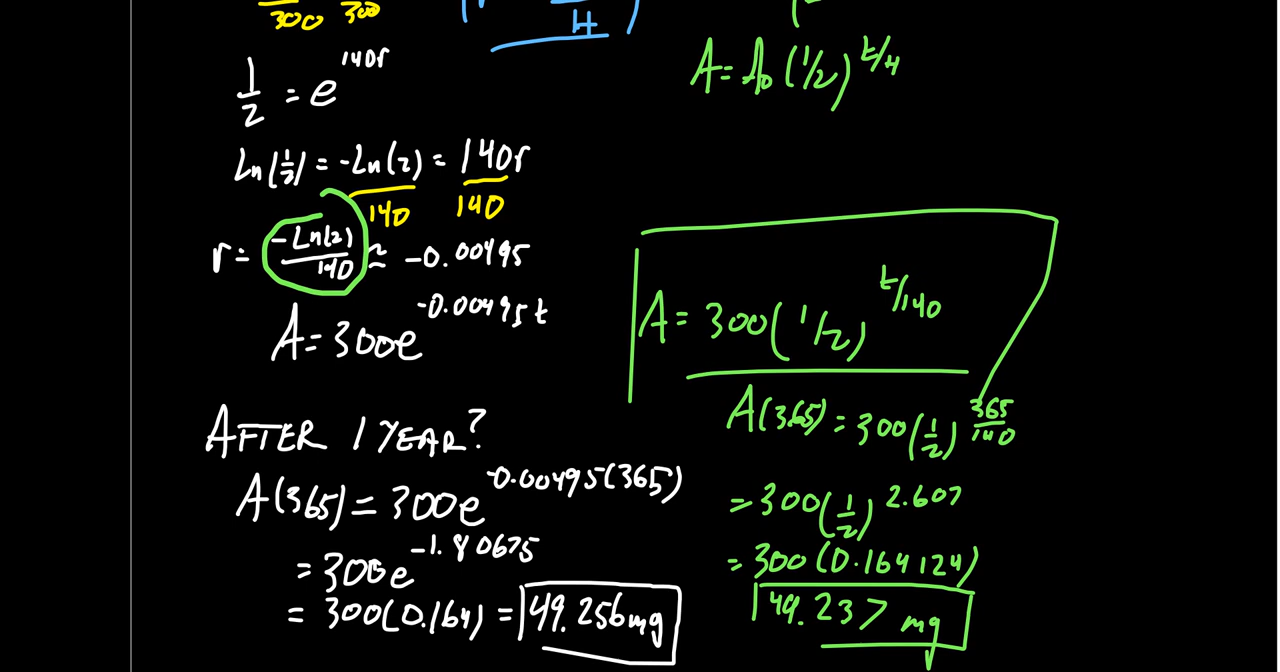 300 300
4
1/2 = e^140r
Ln(1/2) = -Ln(2) = 140r
140 140
r = -Ln(2)/140 ≈ -0.00495
A = 300e^-0.00495t
AFTER 1 YEAR?
A(365) = 300e^-0.00495(365)
= 300e^-1.80675
= 300(0.164) = 49.256mg
A = A0 (1/2)^t/4
A = 300(1/2)^t/140
A(365) = 300(1/2)^365/140
= 300(1/2)^2.607
= 300(0.164124)
49.237 mg